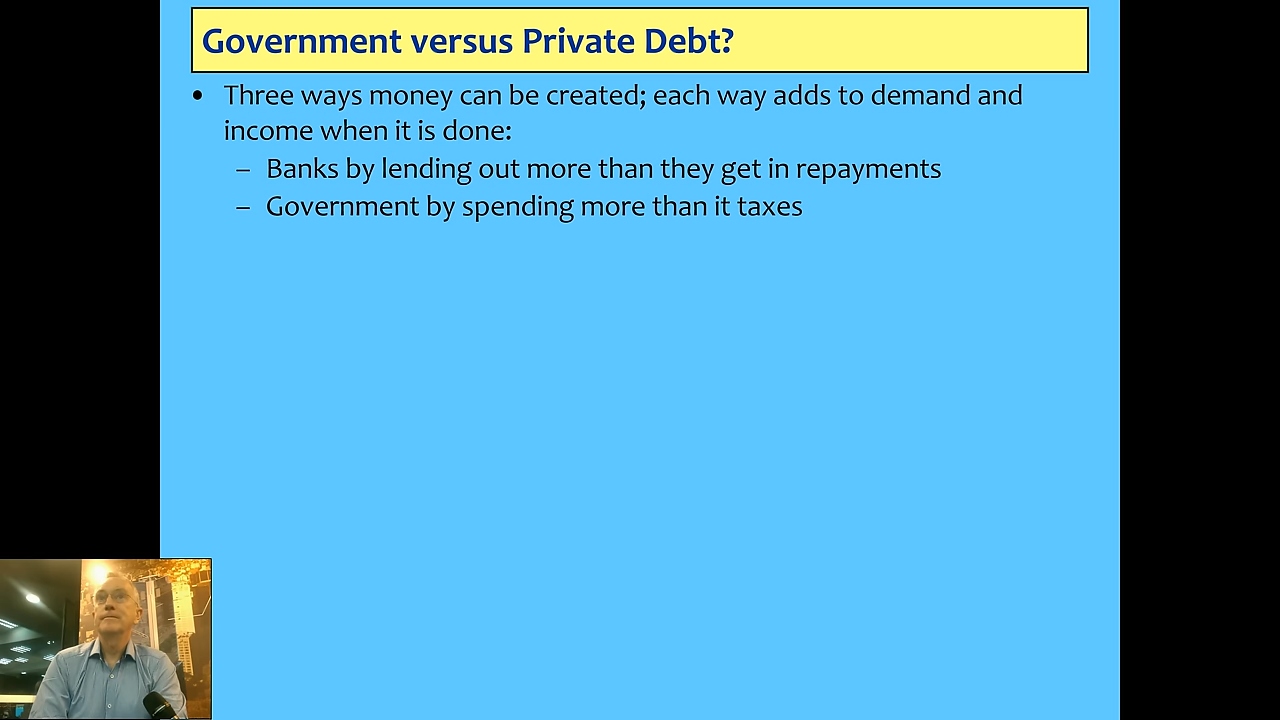 Government versus Private Debt?
• Three ways money can be created; each way adds to demand and
income when it is done:
– Banks by lending out more than they get in repayments
– Government by spending more than it taxes